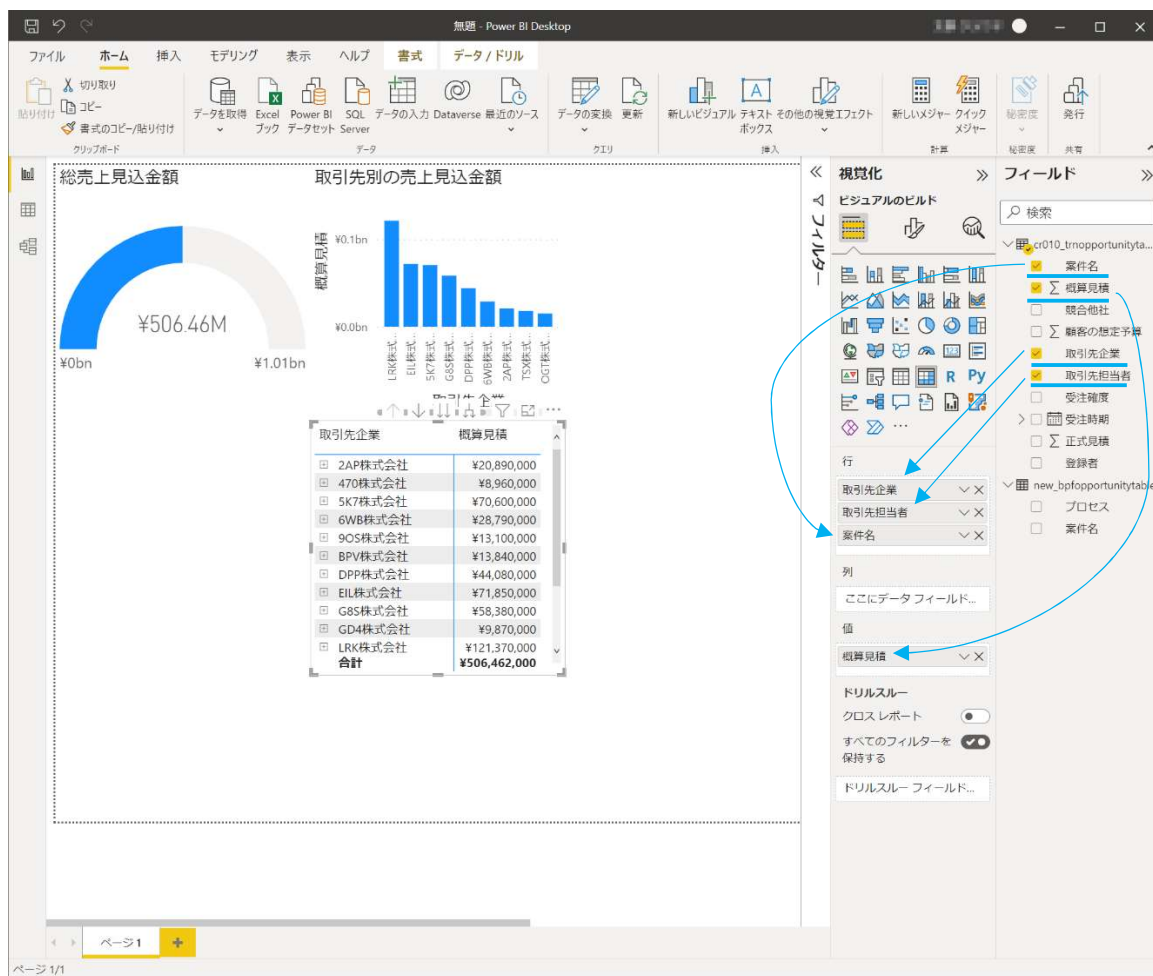 無題 - Power BI Desktop
ファイル ホーム 挿入 モデリング 表示 ヘルプ 書式 データ / ドリル
貼り付け
切り取り
コピー
書式のコピー/貼り付け
クリップボード
データを取得
Excel ブック
Power BI データセット
SQL Server
データの入力
Dataverse
最近のソース
データ
データの変換
更新
クエリ
新しいビジュアル
テキスト ボックス
その他の視覚エフェクト
挿入
新しいメジャー
クイック メジャー
計算
秘密度
秘密度
発行
共有
総売上見込金額
¥506.46M
¥0bn
¥1.01bn
取引先別の売上見込金額
概算見積
¥0.1bn
¥0.0bn
LRK株式...
EIL株式...
5K7株式...
G8S株式...
DPP株式...
6WB株式...
2AP株式...
TSX株式...
OGT株式...
取引先企業
取引先企業 概算見積
2AP株式会社 ¥20,890,000
470株式会社 ¥8,960,000
5K7株式会社 ¥70,600,000
6WB株式会社 ¥28,790,000
9OS株式会社 ¥13,100,000
BPV株式会社 ¥13,840,000
DPP株式会社 ¥44,080,000
EIL株式会社 ¥71,850,000
G8S株式会社 ¥58,380,000
GD4株式会社 ¥9,870,000
LRK株式会社 ¥121,370,000
合計 ¥506,462,000
フィルター
視覚化
ビジュアルのビルド
R Py
123
行
取引先企業
取引先担当者
案件名
列
ここにデータ フィールド...
値
概算見積
ドリルスルー
クロス レポート
すべてのフィルターを
保持する
ドリルスルー フィールド...
フィールド
検索
cr010_trnopportunityta...
案件名
概算見積
競合他社
顧客の想定予算
取引先企業
取引先担当者
受注確度
受注時期
正式見積
登録者
new_bpfopportunitytable
プロセス
案件名
ページ1
ページ 1/1